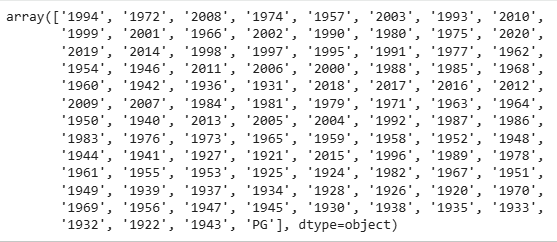 array(['1994', '1972', '2008', '1974', '1957', '2003', '1993', '2010',
'1999', '2001', '1966', '2002', '1990', '1980', '1975', '2020',
'2019', '2014', '1998', '1997', '1995', '1991', '1977', '1962',
'1954', '1946', '2011', '2006', '2000', '1988', '1985', '1968',
'1960', '1942', '1936', '1931', '2018', '2017', '2016', '2012',
'2009', '2007', '1984', '1981', '1979', '1971', '1963', '1964',
'1950', '1940', '2013', '2005', '2004', '1992', '1987', '1986',
'1983', '1976', '1973', '1965', '1959', '1958', '1952', '1948',
'1944', '1941', '1927', '1921', '2015', '1996', '1989', '1978',
'1961', '1955', '1953', '1925', '1924', '1982', '1967', '1951',
'1949', '1939', '1937', '1934', '1928', '1926', '1920', '1970',
'1969', '1956', '1947', '1945', '1930', '1938', '1935', '1933',
'1932', '1922', '1943', 'PG'], dtype=object)